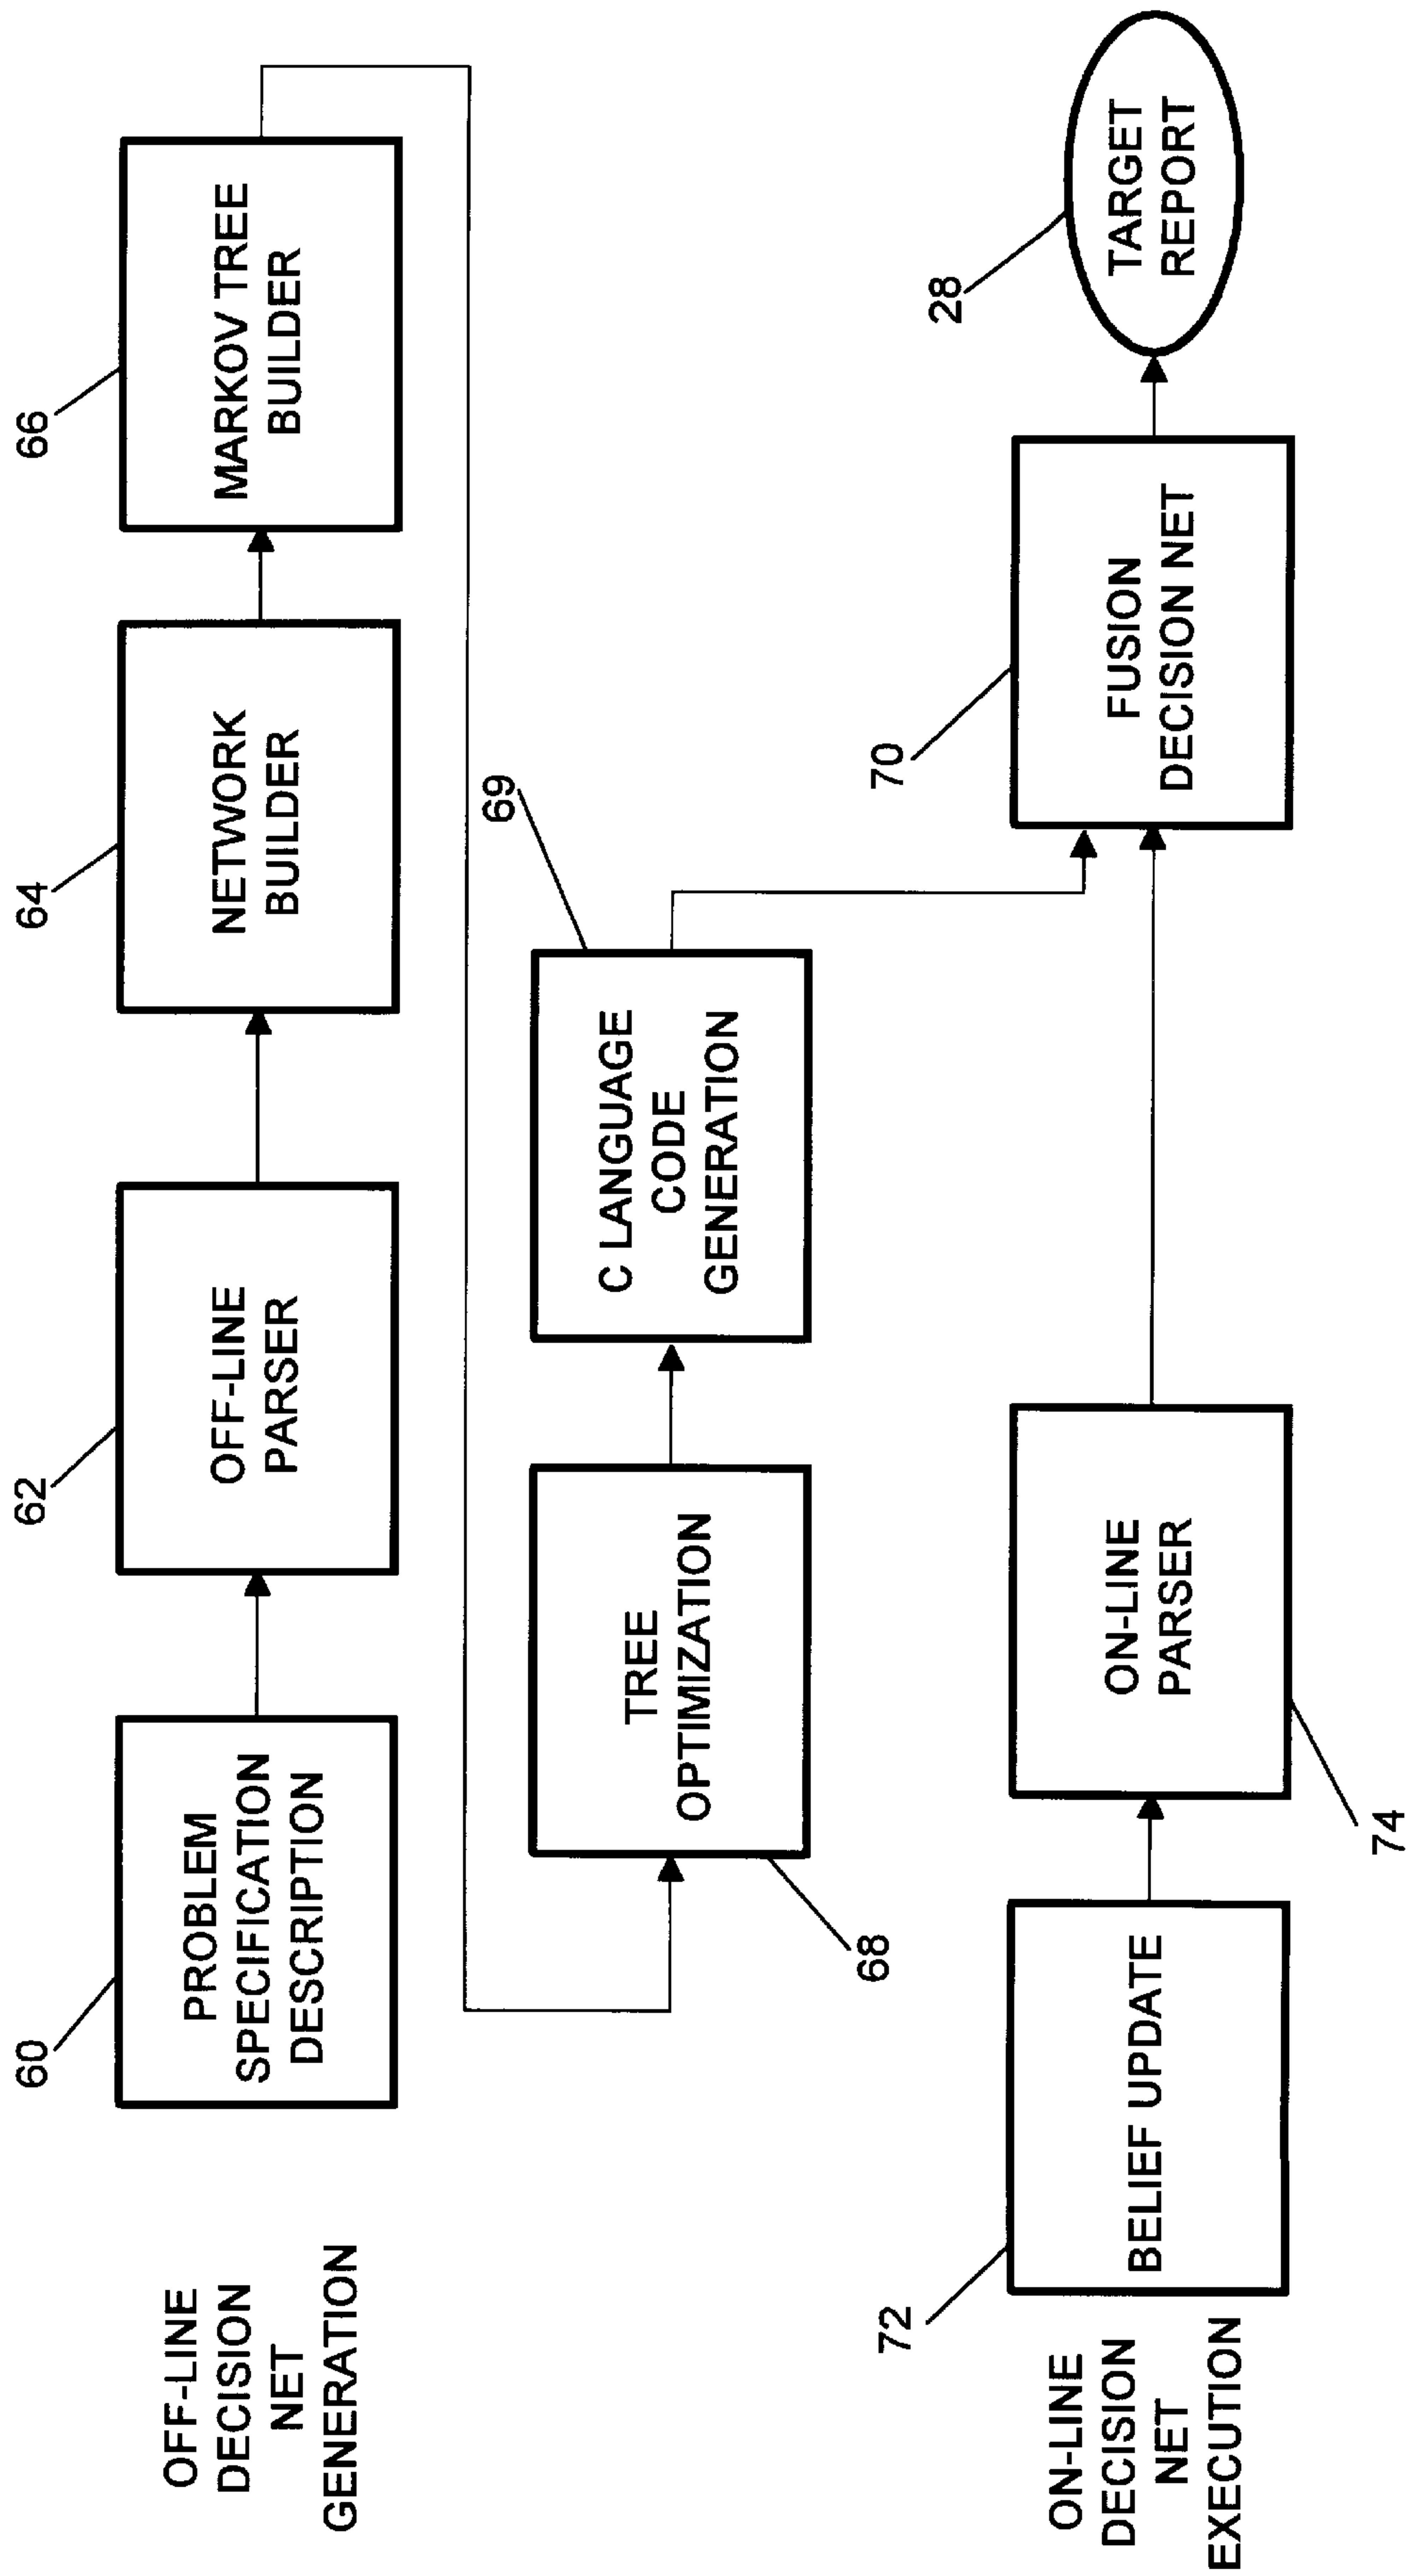 OFF-LINE
DECISION
NET
GENERATION
60
PROBLEM
SPECIFICATION
DESCRIPTION
62
OFF-LINE
PARSER
64
NETWORK
BUILDER
66
MARKOV TREE
BUILDER
68
TREE
OPTIMIZATION
69
C LANGUAGE
CODE
GENERATION
ON-LINE
DECISION
NET
EXECUTION
72
BELIEF UPDATE
74
ON-LINE
PARSER
70
FUSION
DECISION NET
28
TARGET
REPORT